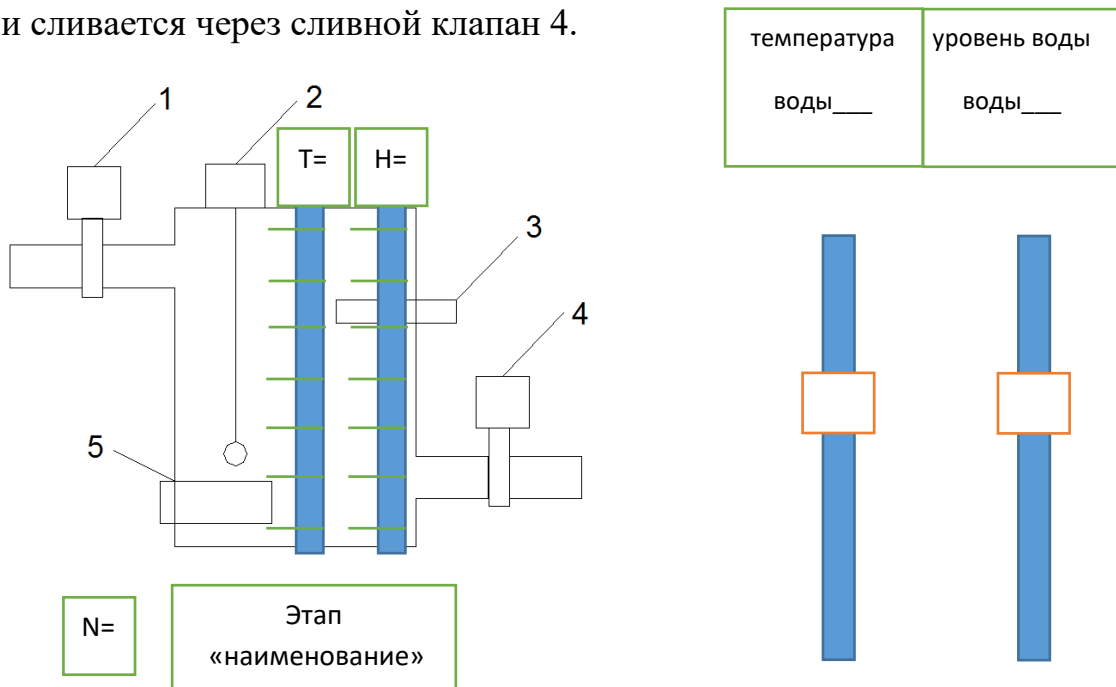 и сливается через сливной клапан 4.
температура
воды___
уровень воды
воды___
1
2
T=
H=
3
4
5
N=
Этап
«наименование»